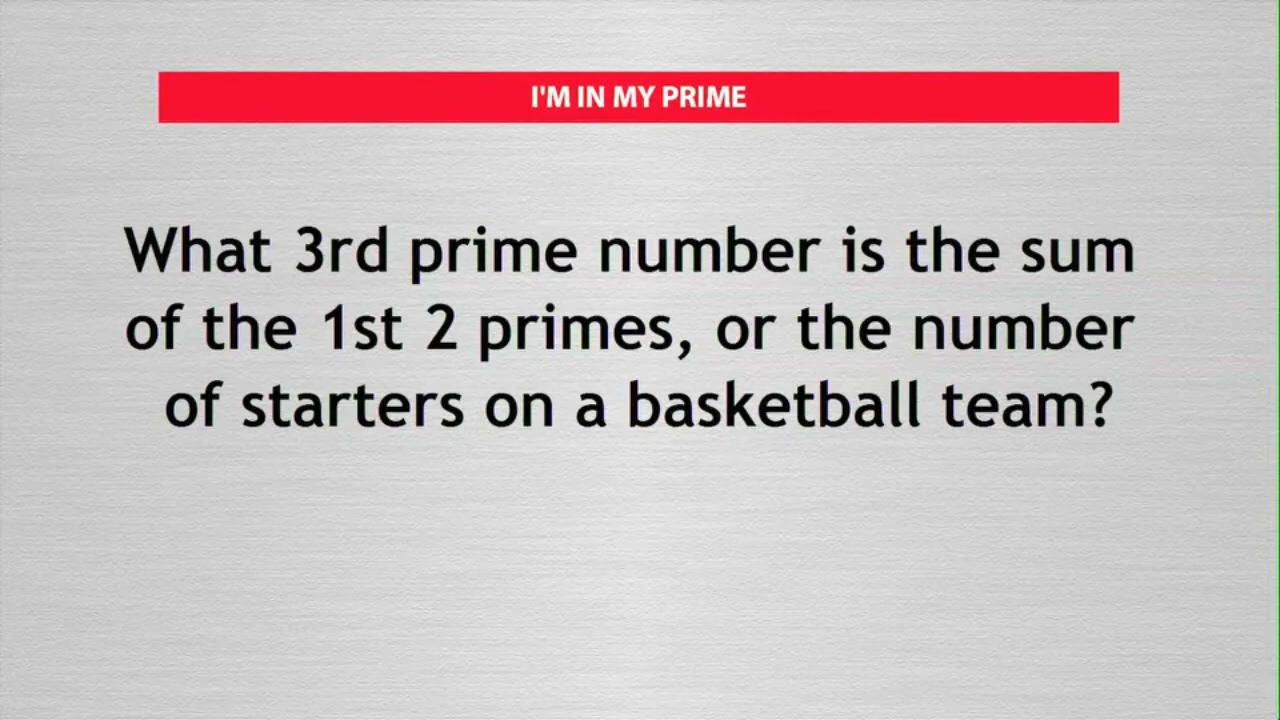 I'M IN MY PRIME
What 3rd prime number is the sum
of the 1st 2 primes, or the number
of starters on a basketball team?